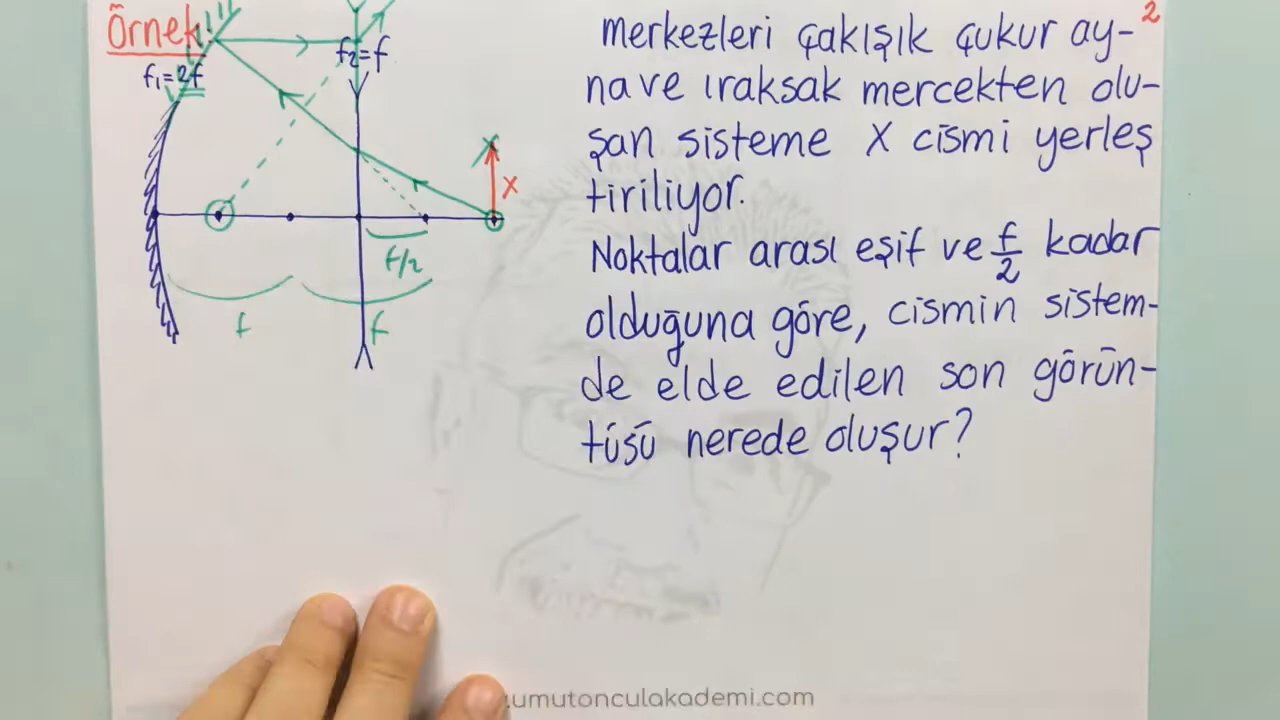 Örnek:
f₁=2f
f₂=f
X
f/2
f
f
2
merkezleri çakışık çukur ay-
na ve ıraksak mercekten olu-
şan sisteme X cismi yerleş
tiriliyor.
Noktalar arası eşit ve f/2 kadar
olduğuna göre, cismin sistem-
de elde edilen son görün-
tüsü nerede oluşur?
umutonculakademi.com